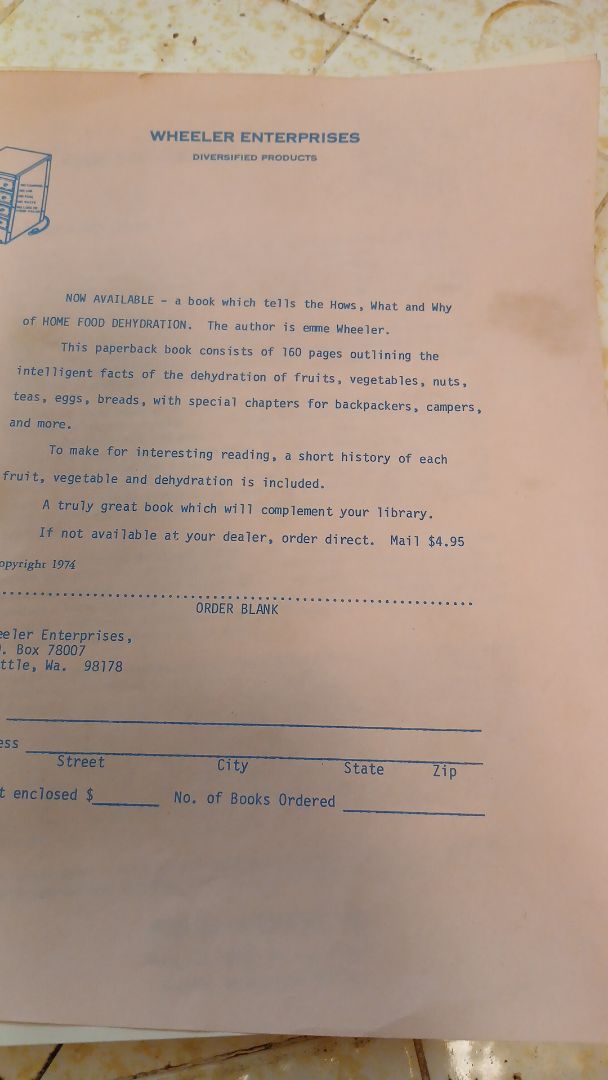 WHEELER ENTERPRISES
DIVERSIFIED PRODUCTS
NOW AVAILABLE - a book which tells the Hows, What and Why
of HOME FOOD DEHYDRATION. The author is emme Wheeler.
This paperback book consists of 160 pages outlining the
intelligent facts of the dehydration of fruits, vegetables, nuts,
teas, eggs, breads, with special chapters for backpackers, campers,
and more.
To make for interesting reading, a short history of each
fruit, vegetable and dehydration is included.
A truly great book which will complement your library.
If not available at your dealer, order direct. Mail $4.95
opyright 1974
ORDER BLANK
eeler Enterprises,
. Box 78007
ttle, Wa. 98178
ess
Street City State Zip
t enclosed $ No. of Books Ordered